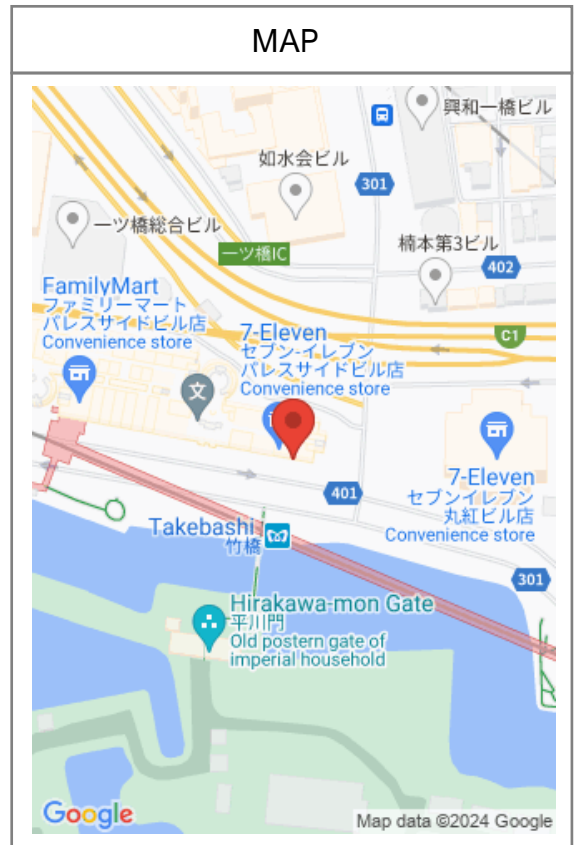 MAP
興和一橋ビル
如水会ビル
301
一ツ橋総合ビル
楠本第3ビル
一ツ橋IC
402
FamilyMart
ファミリーマート
パレスサイドビル店
Convenience store
7-Eleven
セブン-イレブン
パレスサイドビル店
Convenience store
C1
文
401
7-Eleven
セブンイレブン
丸紅ビル店
Convenience store
Takebashi
竹橋
301
Hirakawa-mon Gate
平川門
Old postern gate of
imperial household
Google
Map data ©2024 Google